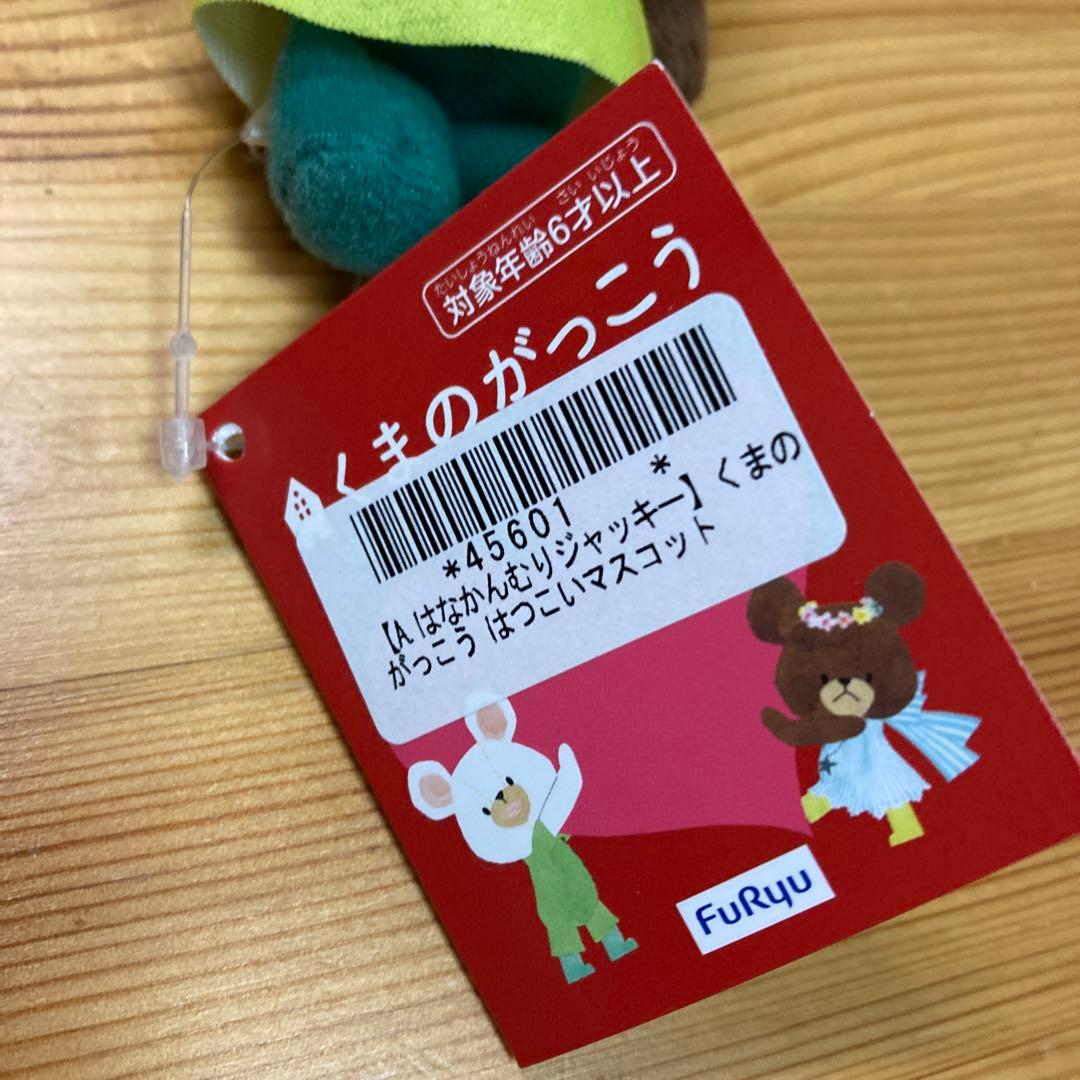 たいしょうねんれい さい いじょう
対象年齢6才以上
くまのがっこう
*45601 *
【A はなかんむりジャッキー】 くまの
がっこう はつこいマスコット
FuRyu